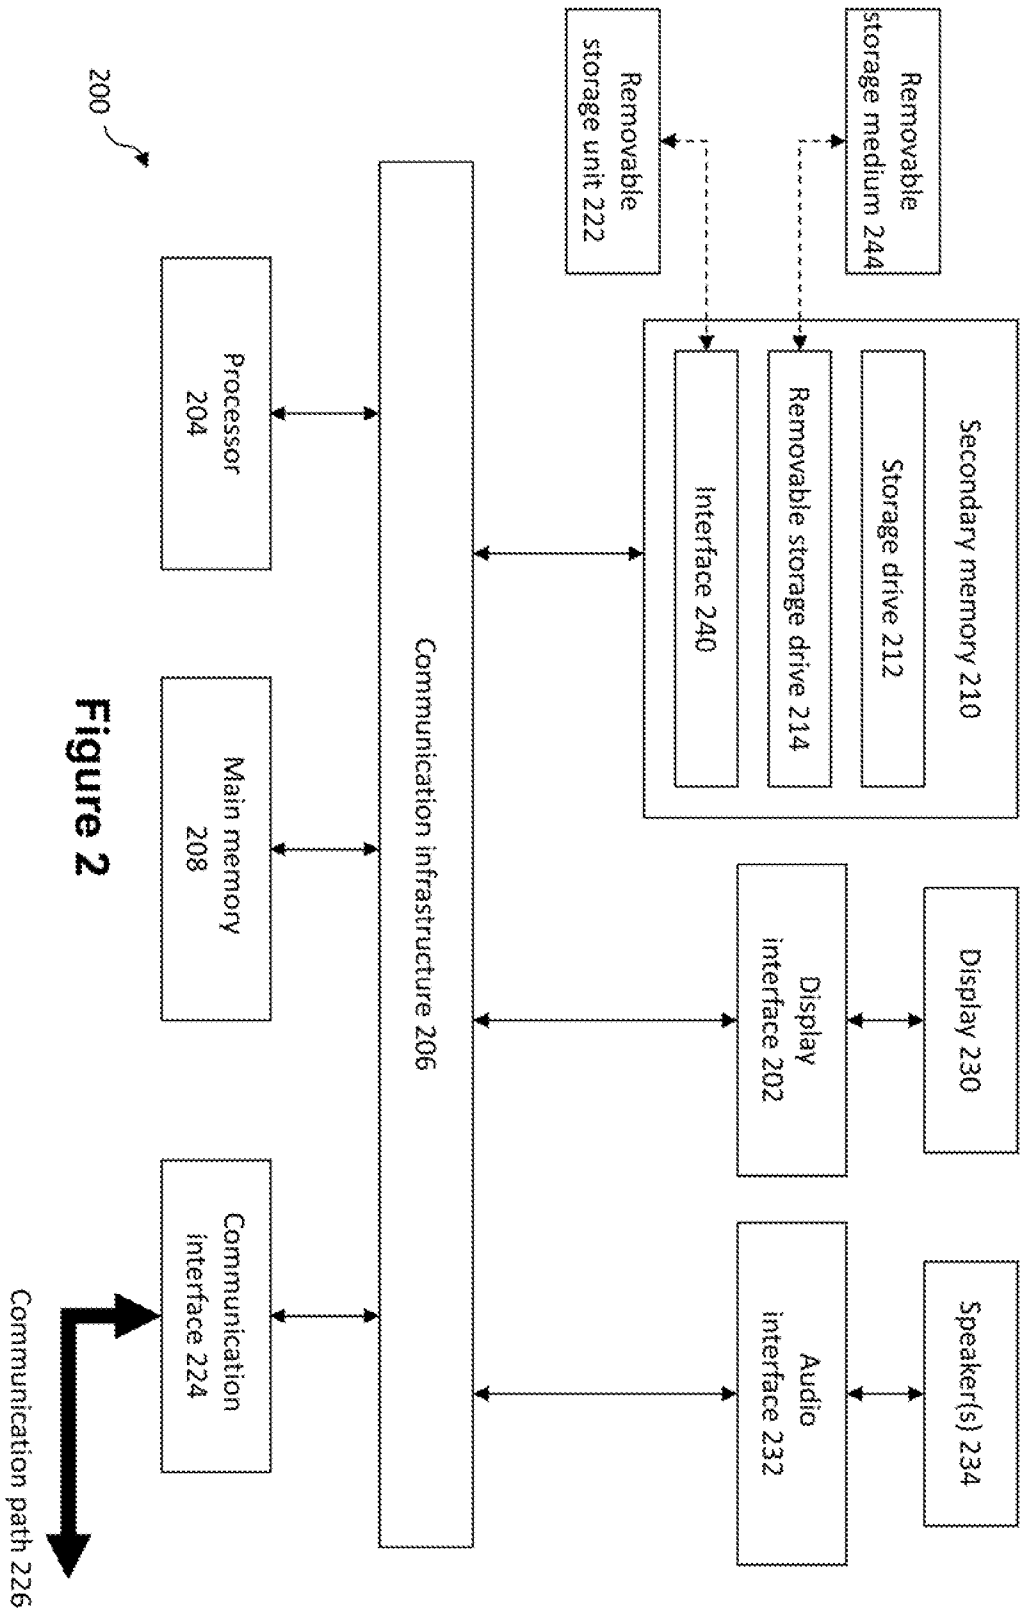 Removable
storage medium 244
Removable
storage unit 222
Secondary memory 210
Storage drive 212
Removable storage drive 214
Interface 240
Display 230
Display
interface 202
Speaker(s) 234
Audio
interface 232
Communication infrastructure 206
200
Processor
204
Main memory
208
Communication
interface 224
Communication path 226
Figure 2